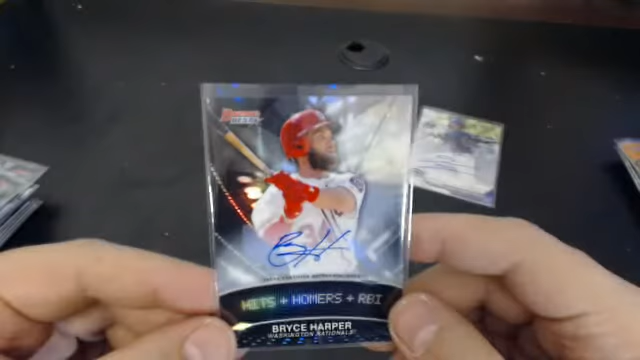 BOWMAN'S
BEST
HITS + HOMERS + RBI
BRYCE HARPER
WASHINGTON NATIONALS